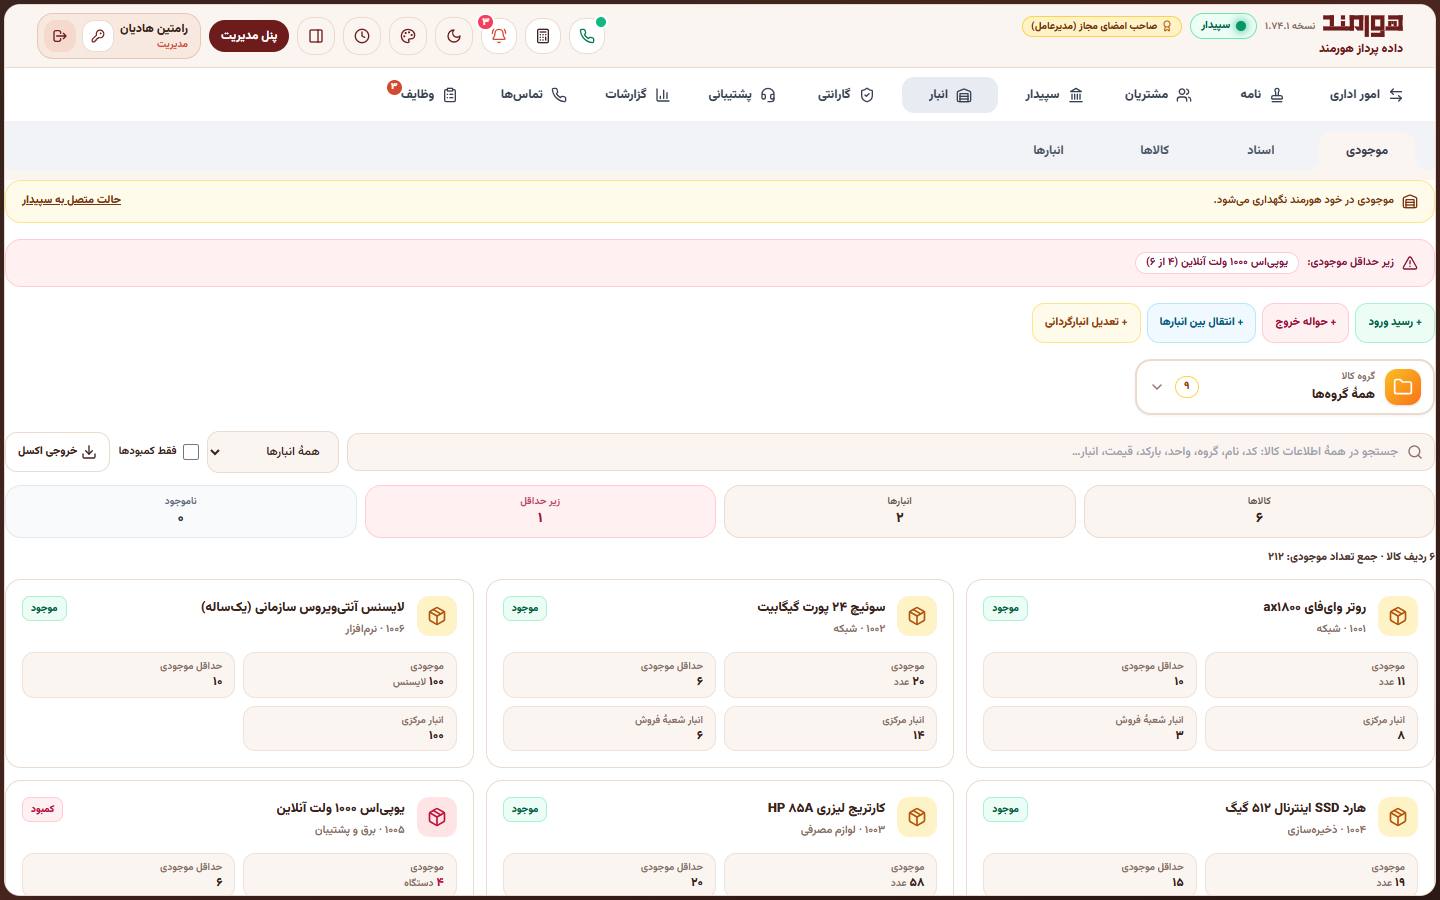 هورمند
داده پرداز هورمند
نسخه ۱.۷۴.۱
سپیدار
صاحب امضای مجاز (مدیرعامل)
۳
پنل مدیریت
رامتین هادیان
مدیریت
امور اداری
نامه
مشتریان
سپیدار
انبار
گارانتی
پشتیبانی
گزارشات
تماس‌ها
وظایف
۳
موجودی
اسناد
کالاها
انبارها
موجودی در خود هورمند نگهداری می‌شود.
حالت متصل به سپیدار
زیر حداقل موجودی:
یوپی‌اس ۱۰۰۰ ولت آنلاین (۴ از ۶)
+ رسید ورود
+ حواله خروج
+ انتقال بین انبارها
+ تعدیل انبارگردانی
گروه کالا
همهٔ گروه‌ها
۹
جستجو در همهٔ اطلاعات کالا: کد، نام، گروه، واحد، بارکد، قیمت، انبار...
همهٔ انبارها
فقط کمبودها
خروجی اکسل
کالاها
۶
انبارها
۲
زیر حداقل
۱
ناموجود
۰
۶ ردیف کالا · جمع تعداد موجودی: ۲۱۲
روتر وای‌فای ax۱۸۰۰
موجود
۱۰۰۱ · شبکه
موجودی
۱۱ عدد
حداقل موجودی
۱۰
انبار مرکزی
۸
انبار شعبهٔ فروش
۳
سوئیچ ۲۴ پورت گیگابیت
موجود
۱۰۰۲ · شبکه
موجودی
۲۰ عدد
حداقل موجودی
۶
انبار مرکزی
۱۴
انبار شعبهٔ فروش
۶
لایسنس آنتی‌ویروس سازمانی (یک‌ساله)
موجود
۱۰۰۶ · نرم‌افزار
موجودی
۱۰۰ لایسنس
حداقل موجودی
۱۰
انبار مرکزی
۱۰۰
هارد SSD اینترنال ۵۱۲ گیگ
موجود
۱۰۰۴ · ذخیره‌سازی
موجودی
۱۹ عدد
حداقل موجودی
۱۵
کارتریج لیزری HP ۸۵A
موجود
۱۰۰۳ · لوازم مصرفی
موجودی
۵۸ عدد
حداقل موجودی
۲۰
یوپی‌اس ۱۰۰۰ ولت آنلاین
کمبود
۱۰۰۵ · برق و پشتیبان
موجودی
۴ دستگاه
حداقل موجودی
۶